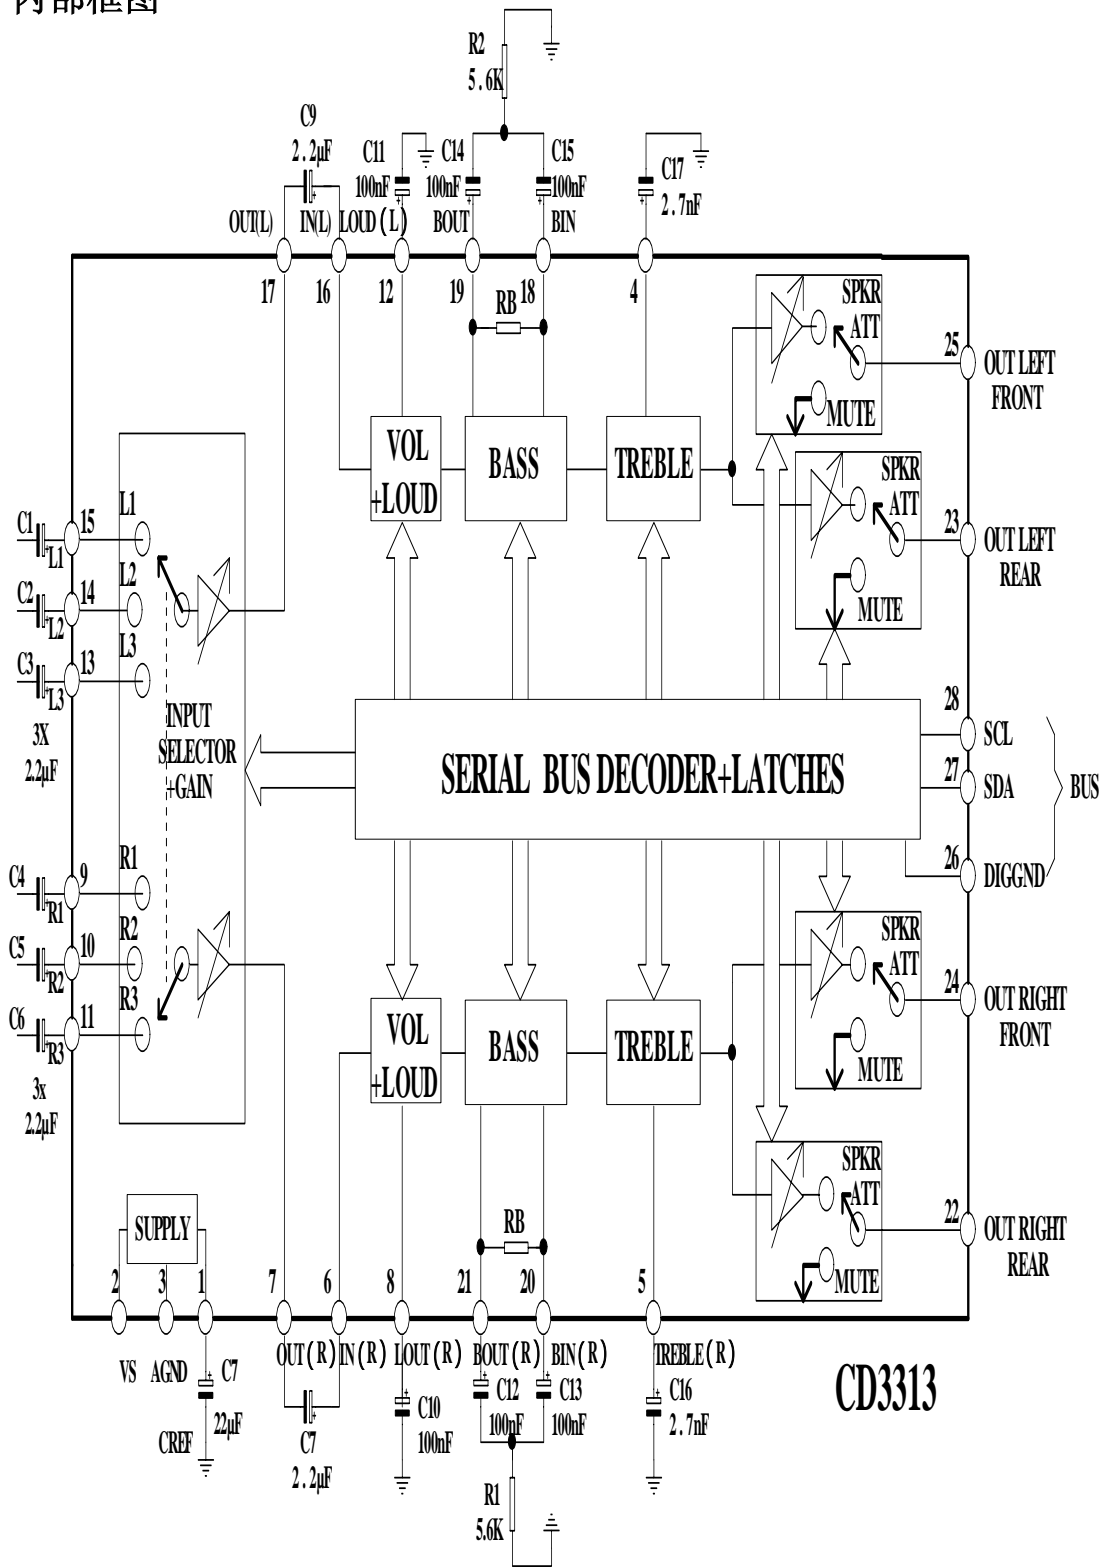 内部框图
R2
5.6K
C9
2.2μF
C11
100nF
C14
100nF
C15
100nF
C17
2.7nF
OUT(L)
IN(L)
LOUD(L)
BOUT
BIN
17
16
12
19
RB
18
4
SPKR
ATT
MUTE
25
OUT LEFT
FRONT
VOL
+LOUD
BASS
TREBLE
SPKR
ATT
MUTE
23
OUT LEFT
REAR
C1
+L1
15
L1
C2
+L2
14
L2
C3
+L3
13
L3
3X
2.2μF
INPUT
SELECTOR
+GAIN
SERIAL BUS DECODER+LATCHES
28
SCL
27
SDA
BUS
26
DIGGND
C4
+R1
9
R1
C5
+R2
10
R2
C6
+R3
11
R3
3x
2.2μF
VOL
+LOUD
BASS
TREBLE
SPKR
ATT
MUTE
24
OUT RIGHT
FRONT
SPKR
ATT
MUTE
22
OUT RIGHT
REAR
SUPPLY
RB
2
3
1
7
6
8
21
20
5
VS
AGND
C7
22μF
CREF
OUT(R)
IN(R)
LOUT(R)
BOUT(R)
BIN(R)
TREBLE(R)
C7
2.2μF
C10
100nF
C12
100nF
C13
100nF
C16
2.7nF
R1
5.6K
CD3313